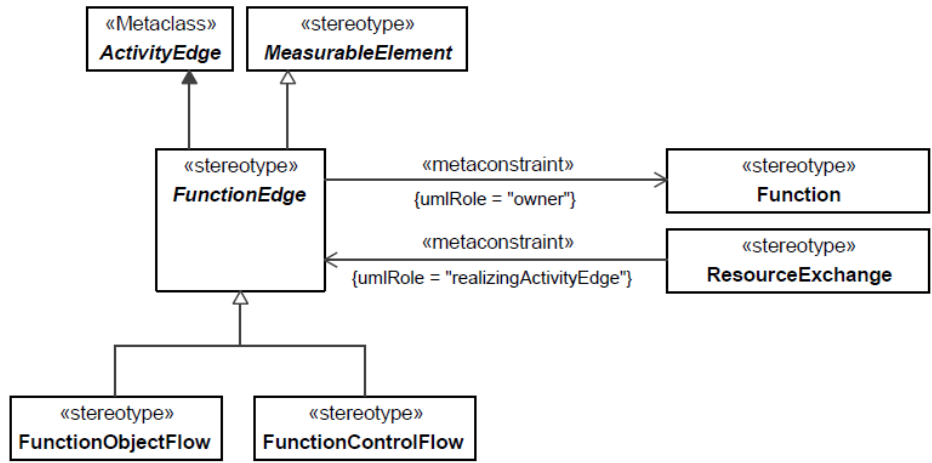 «Metaclass»
ActivityEdge
«stereotype»
MeasurableElement
«stereotype»
FunctionEdge
«metaconstraint»
{umlRole = "owner"}
«stereotype»
Function
«metaconstraint»
{umlRole = "realizingActivityEdge"}
«stereotype»
ResourceExchange
«stereotype»
FunctionObjectFlow
«stereotype»
FunctionControlFlow